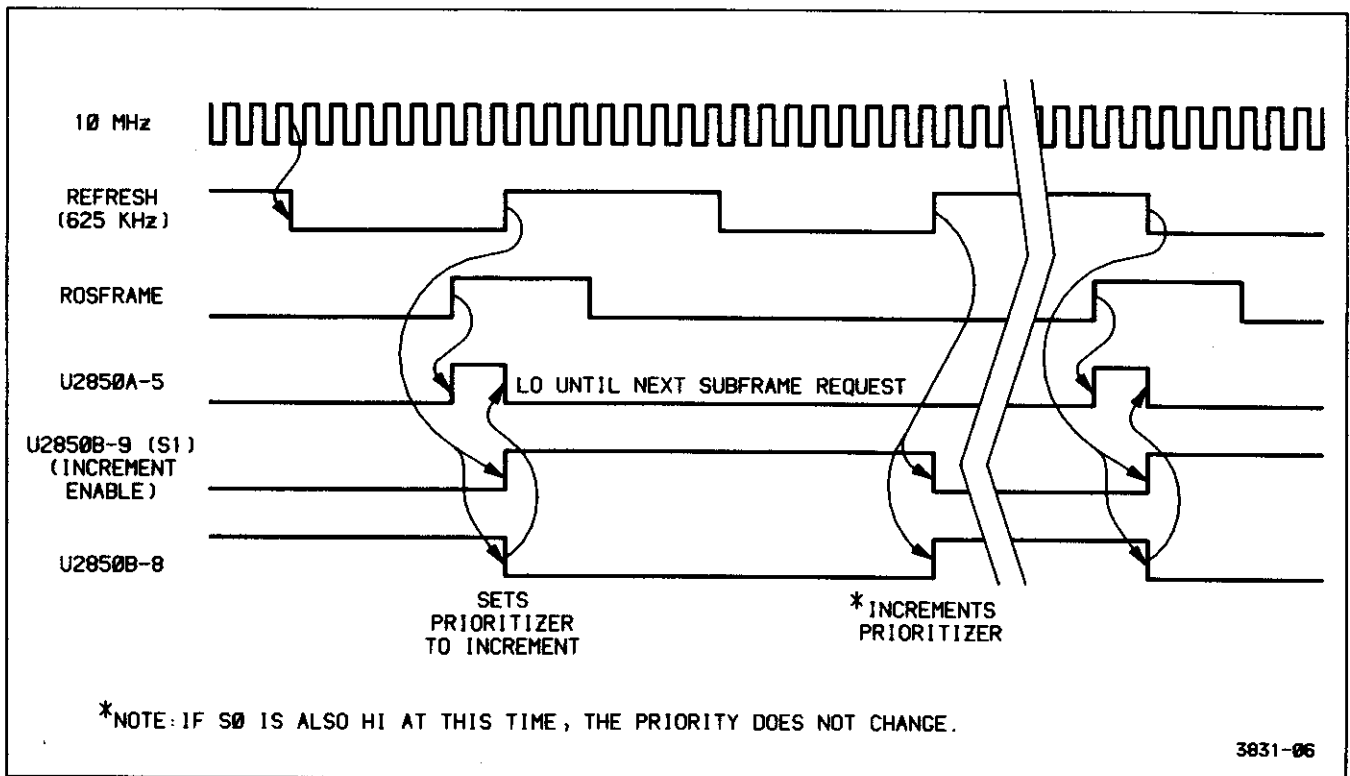 10 MHz
REFRESH
(625 KHz)
ROSFRAME
U2850A-5
LO UNTIL NEXT SUBFRAME REQUEST
U2850B-9 (S1)
(INCREMENT
ENABLE)
U2850B-8
SETS
PRIORITIZER
TO INCREMENT
*INCREMENTS
PRIORITIZER
*NOTE: IF S0 IS ALSO HI AT THIS TIME, THE PRIORITY DOES NOT CHANGE.
3831-06